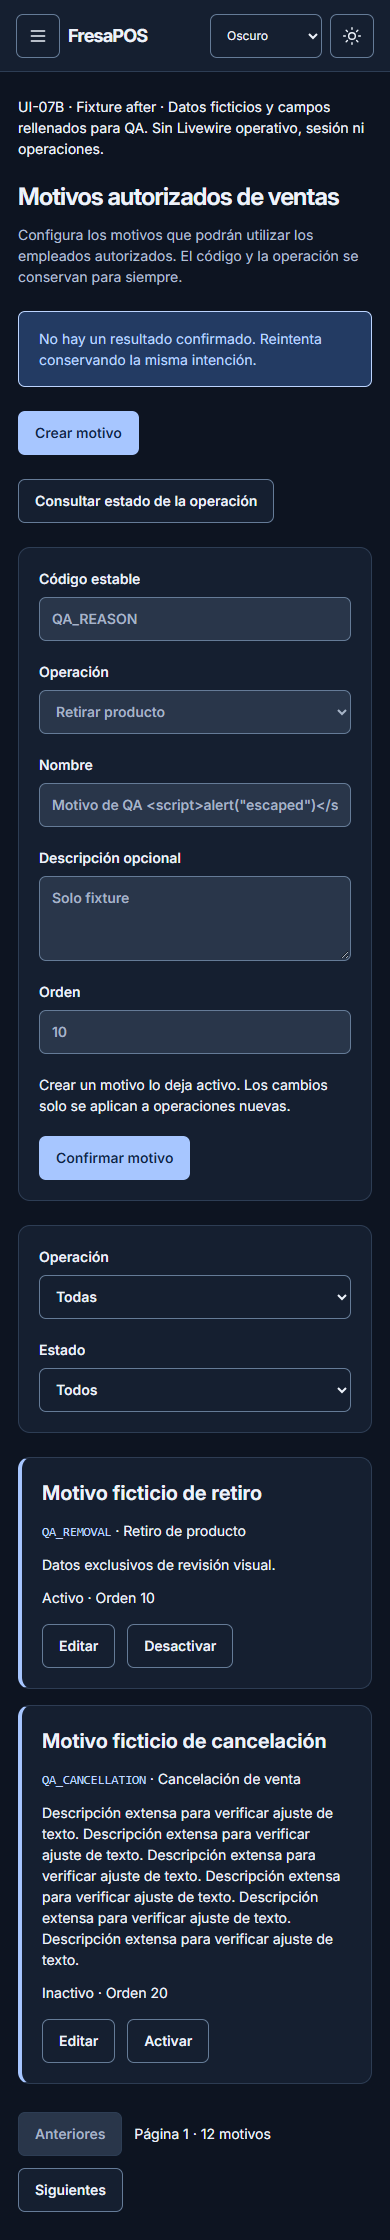 FresaPOS
Oscuro
UI-07B · Fixture after · Datos ficticios y campos
rellenados para QA. Sin Livewire operativo, sesión ni
operaciones.
Motivos autorizados de ventas
Configura los motivos que podrán utilizar los
empleados autorizados. El código y la operación se
conservan para siempre.
No hay un resultado confirmado. Reintenta
conservando la misma intención.
Crear motivo
Consultar estado de la operación
Código estable
QA_REASON
Operación
Retirar producto
Nombre
Motivo de QA <script>alert("escaped")</s
Descripción opcional
Solo fixture
Orden
10
Crear un motivo lo deja activo. Los cambios
solo se aplican a operaciones nuevas.
Confirmar motivo
Operación
Todas
Estado
Todos
Motivo ficticio de retiro
QA_REMOVAL · Retiro de producto
Datos exclusivos de revisión visual.
Activo · Orden 10
Editar
Desactivar
Motivo ficticio de cancelación
QA_CANCELLATION · Cancelación de venta
Descripción extensa para verificar ajuste de
texto. Descripción extensa para verificar
ajuste de texto. Descripción extensa para
verificar ajuste de texto. Descripción extensa
para verificar ajuste de texto. Descripción
extensa para verificar ajuste de texto.
Descripción extensa para verificar ajuste de
texto.
Inactivo · Orden 20
Editar
Activar
Anteriores
Página 1 · 12 motivos
Siguientes